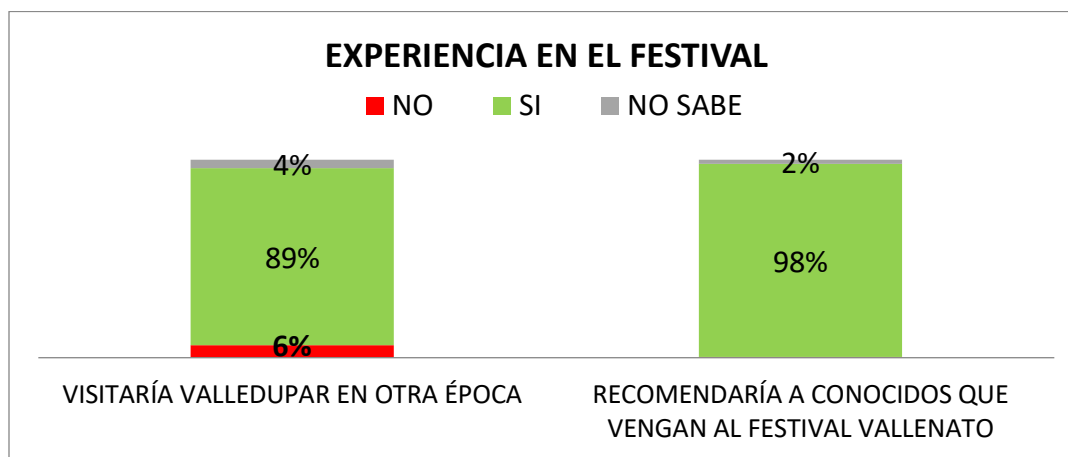 EXPERIENCIA EN EL FESTIVAL
NO SI NO SABE
4%
89%
6%
2%
98%
VISITARÍA VALLEDUPAR EN OTRA ÉPOCA
RECOMENDARÍA A CONOCIDOS QUE
VENGAN AL FESTIVAL VALLENATO